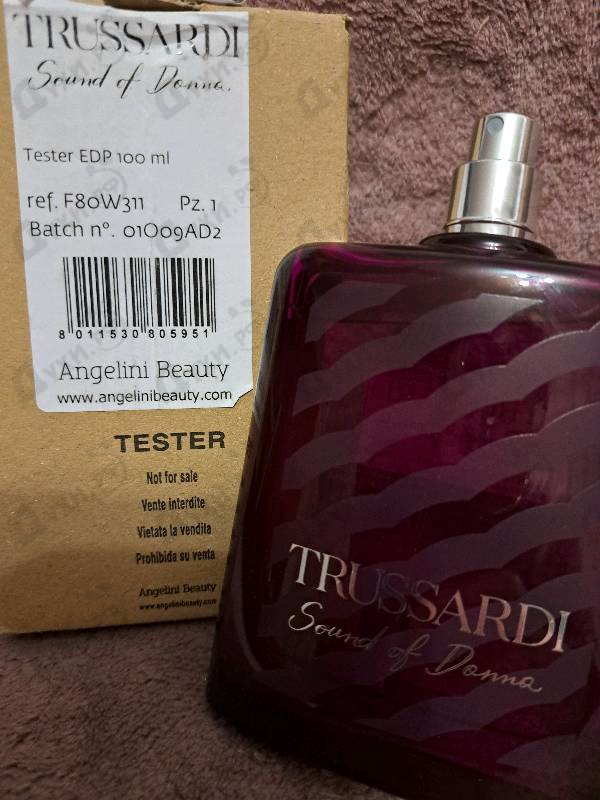 TRUSSARDI
Sound of Donna.
Tester EDP 100 ml
ref. F80W311 Pz. 1
Batch nº. 01O09AD2
8 011530 805951
Angelini Beauty
www.angelinibeauty.com
TESTER
Not for sale
Vente interdite
Vietata la vendita
Prohibida su venta
Angelini Beauty
www.angelinibeauty.com
TRUSSARDI
Sound of Donna